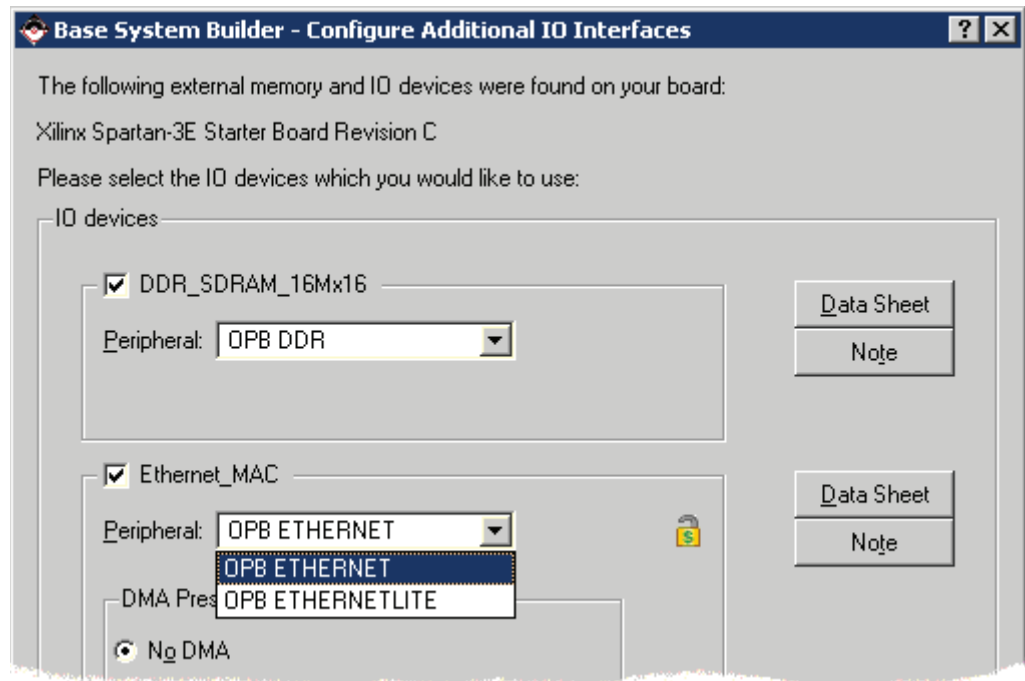 Base System Builder - Configure Additional IO Interfaces
The following external memory and IO devices were found on your board:
Xilinx Spartan-3E Starter Board Revision C
Please select the IO devices which you would like to use:
IO devices
DDR_SDRAM_16Mx16
Data Sheet
Peripheral: OPB DDR
Note
Ethernet_MAC
Data Sheet
Peripheral: OPB ETHERNET
$
Note
OPB ETHERNET
DMA Pres OPB ETHERNETLITE
No DMA